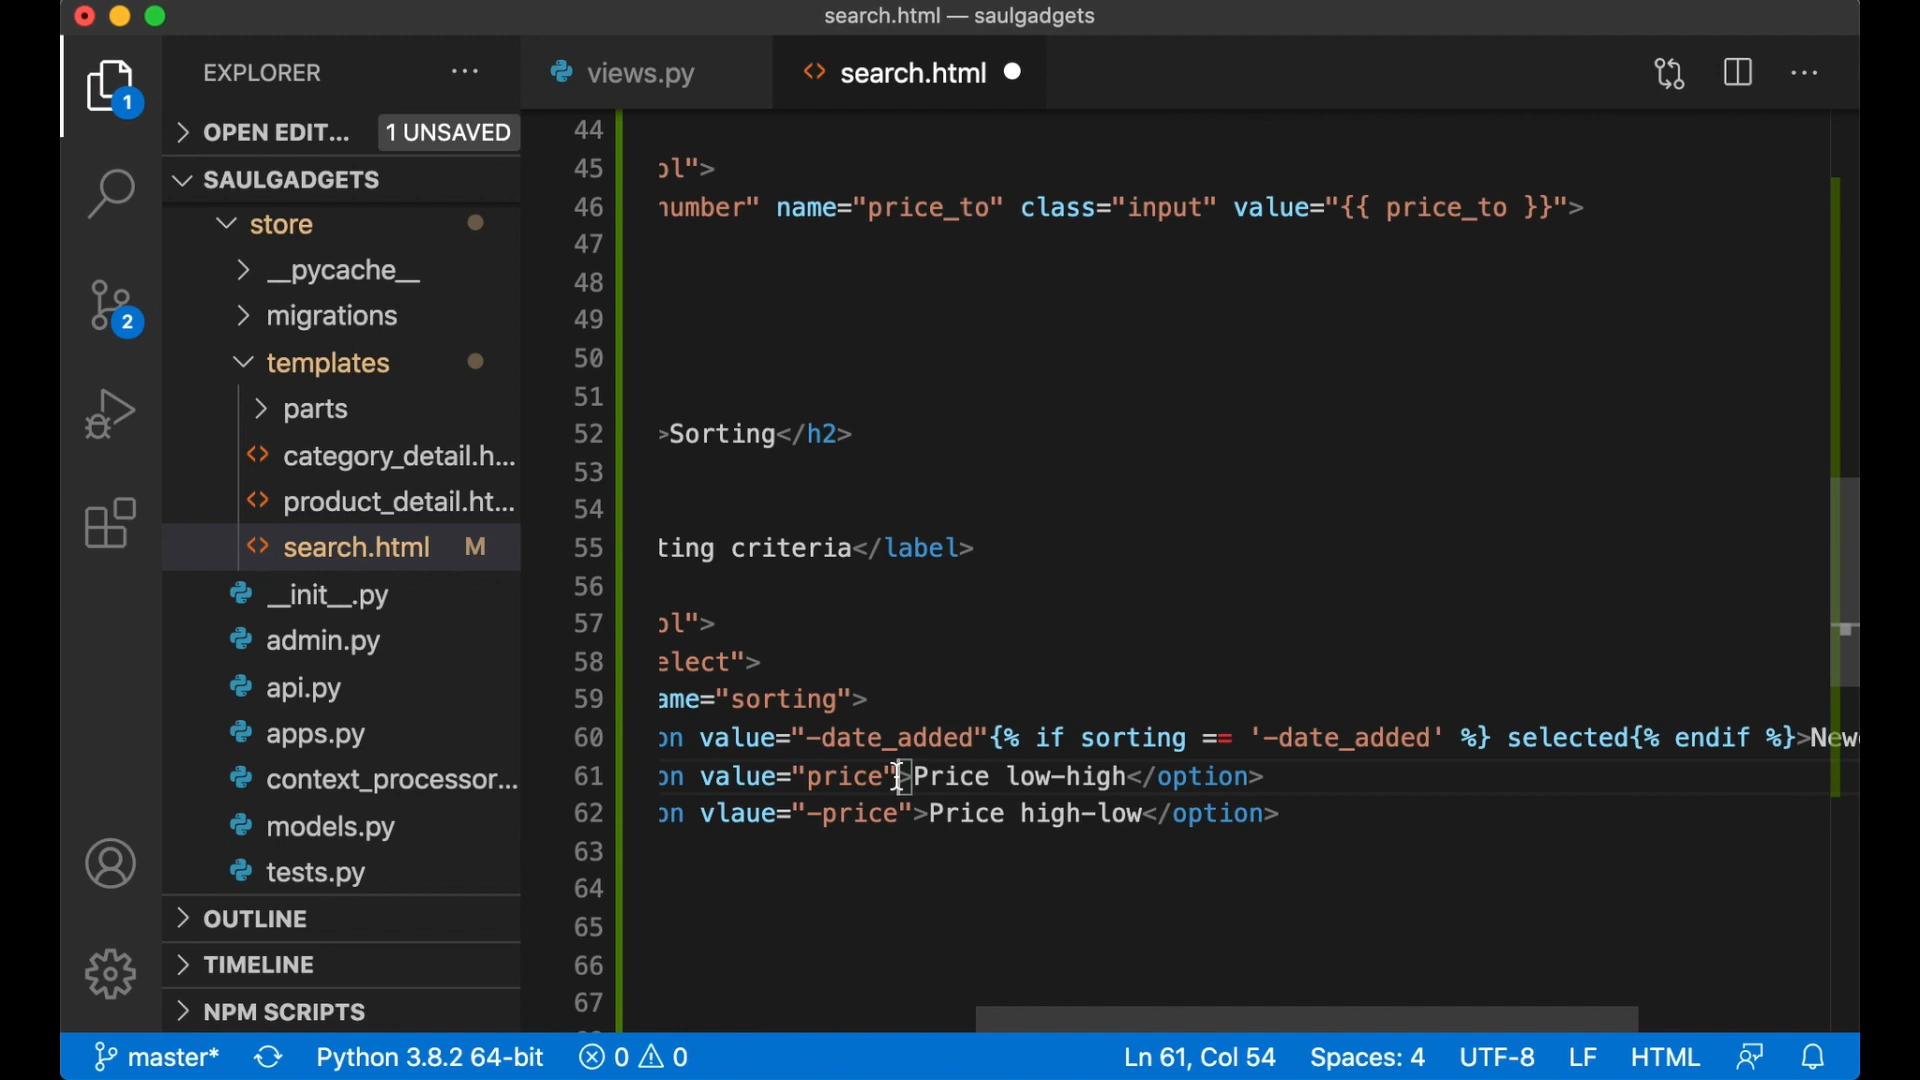 search.html — saulgadgets
EXPLORER
views.py
search.html
OPEN EDIT...
1 UNSAVED
SAULGADGETS
store
__pycache__
migrations
templates
parts
category_detail.h...
product_detail.ht...
search.html M
__init__.py
admin.py
api.py
apps.py
context_processor...
models.py
tests.py
OUTLINE
TIMELINE
NPM SCRIPTS
1
2
44
45 ol">
46 number" name="price_to" class="input" value="{{ price_to }}">
47
48
49
50
51
52 >Sorting</h2>
53
54
55 ting criteria</label>
56
57 ol">
58 elect">
59 ame="sorting">
60 on value="-date_added"{% if sorting == '-date_added' %} selected{% endif %}>Newe
61 on value="price">Price low-high</option>
62 on vlaue="-price">Price high-low</option>
63
64
65
66
67
master*
Python 3.8.2 64-bit
0
0
Ln 61, Col 54
Spaces: 4
UTF-8
LF
HTML